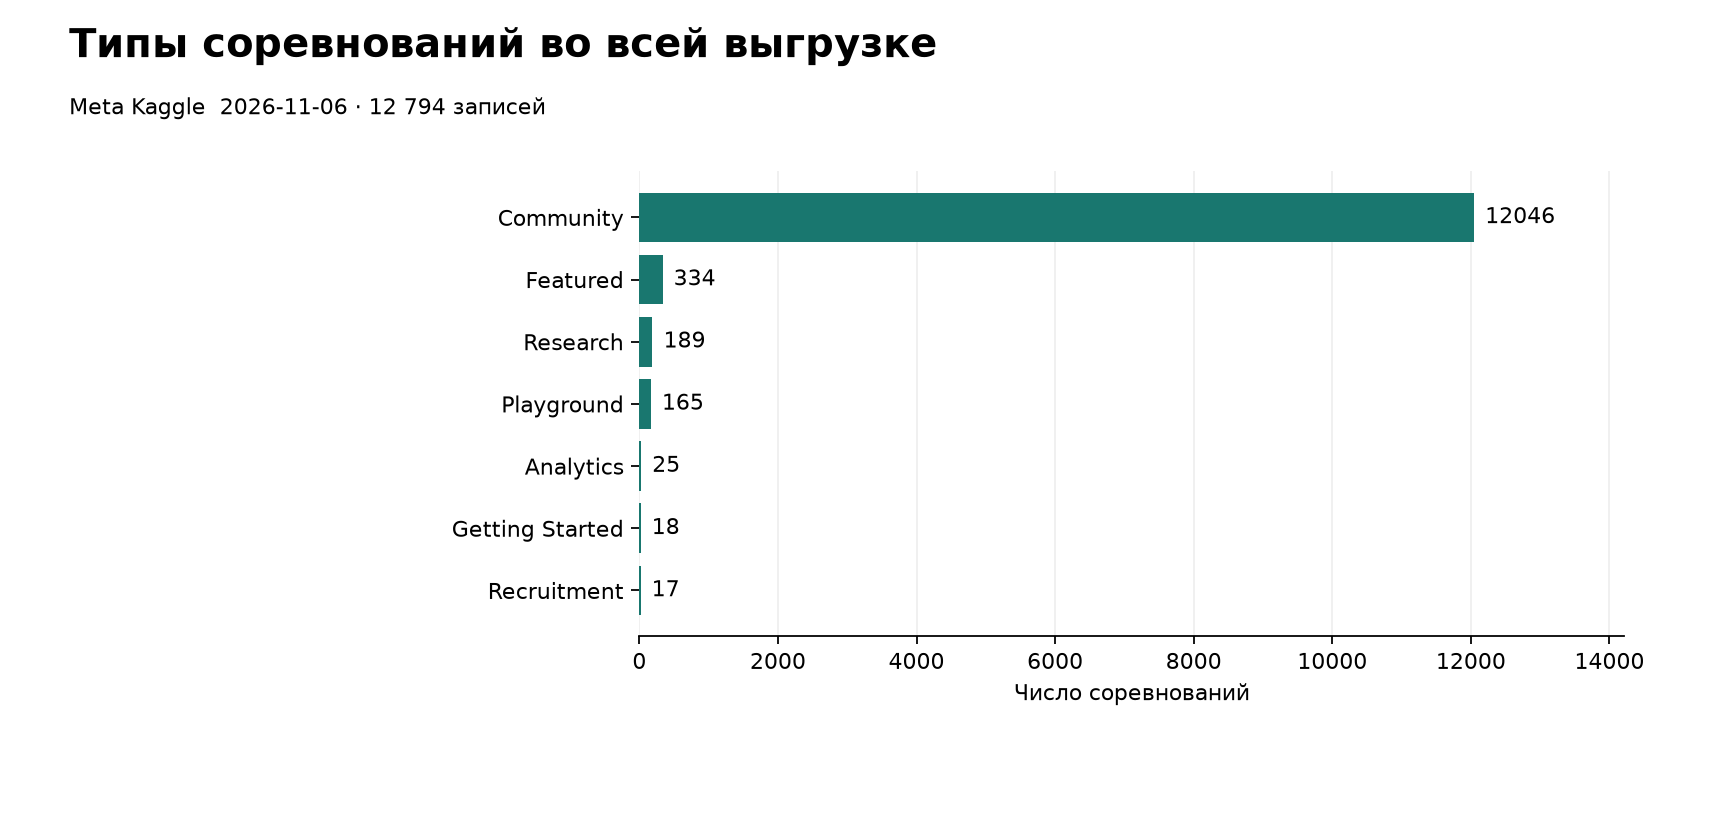 Типы соревнований во всей выгрузке
Meta Kaggle  2026-11-06 · 12 794 записей
Community 12046
Featured 334
Research 189
Playground 165
Analytics 25
Getting Started 18
Recruitment 17
0 2000 4000 6000 8000 10000 12000 14000
Число соревнований